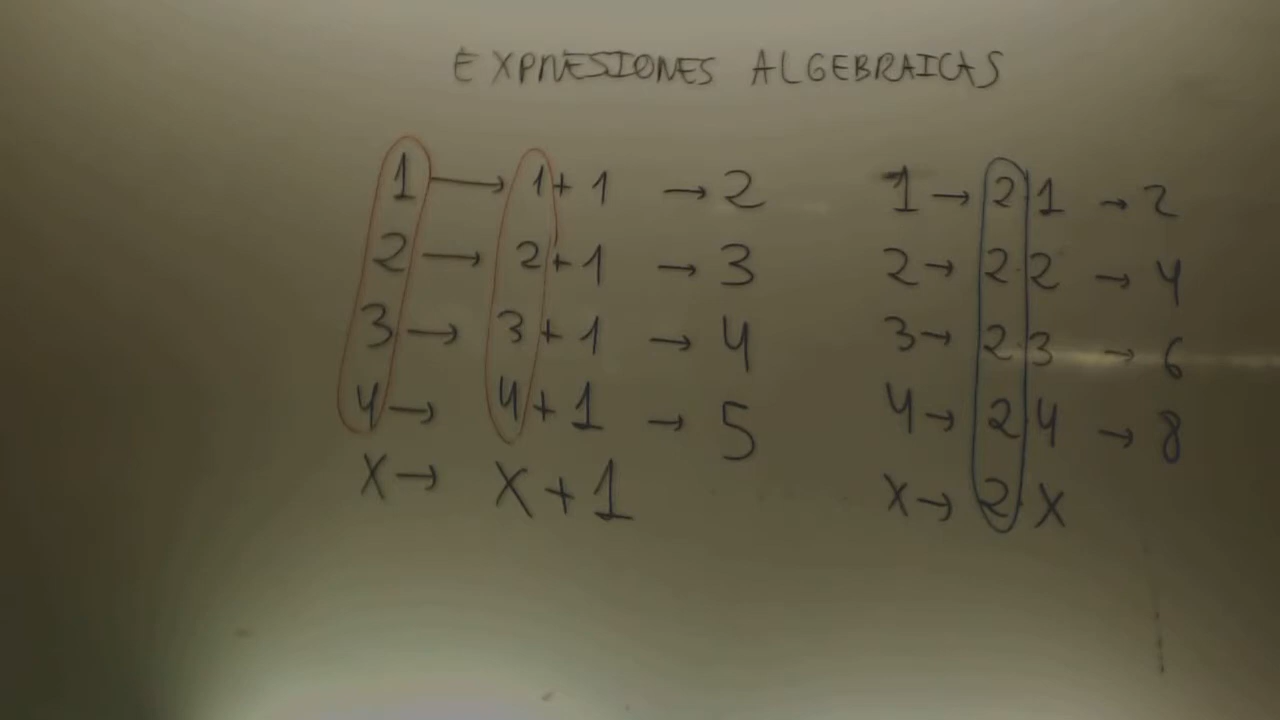 EXPRESIONES ALGEBRAICAS
1 → 1 + 1 → 2
2 → 2 + 1 → 3
3 → 3 + 1 → 4
4 → 4 + 1 → 5
X → X + 1
1 → 2·1 → 2
2 → 2·2 → 4
3 → 2·3 → 6
4 → 2·4 → 8
X → 2·X